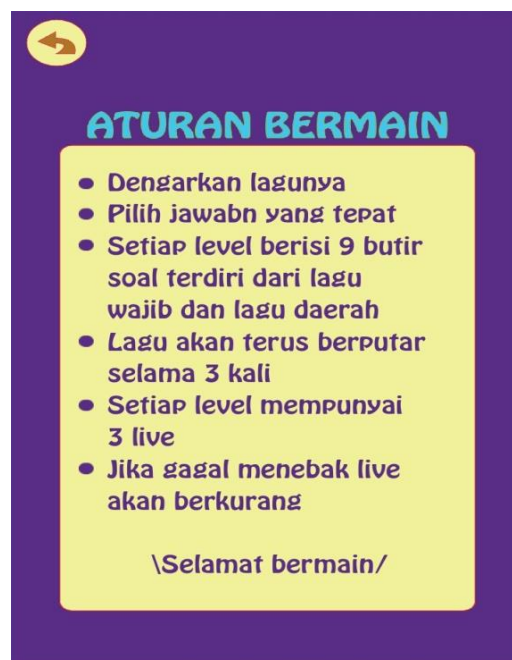 ATURAN BERMAIN
• Dengarkan lagunya
• Pilih jawabn yang tepat
• Setiap level berisi 9 butir
soal terdiri dari lagu
wajib dan lagu daerah
• Lagu akan terus berputar
selama 3 kali
• Setiap level mempunyai
3 live
• Jika gagal menebak live
akan berkurang
\Selamat bermain/